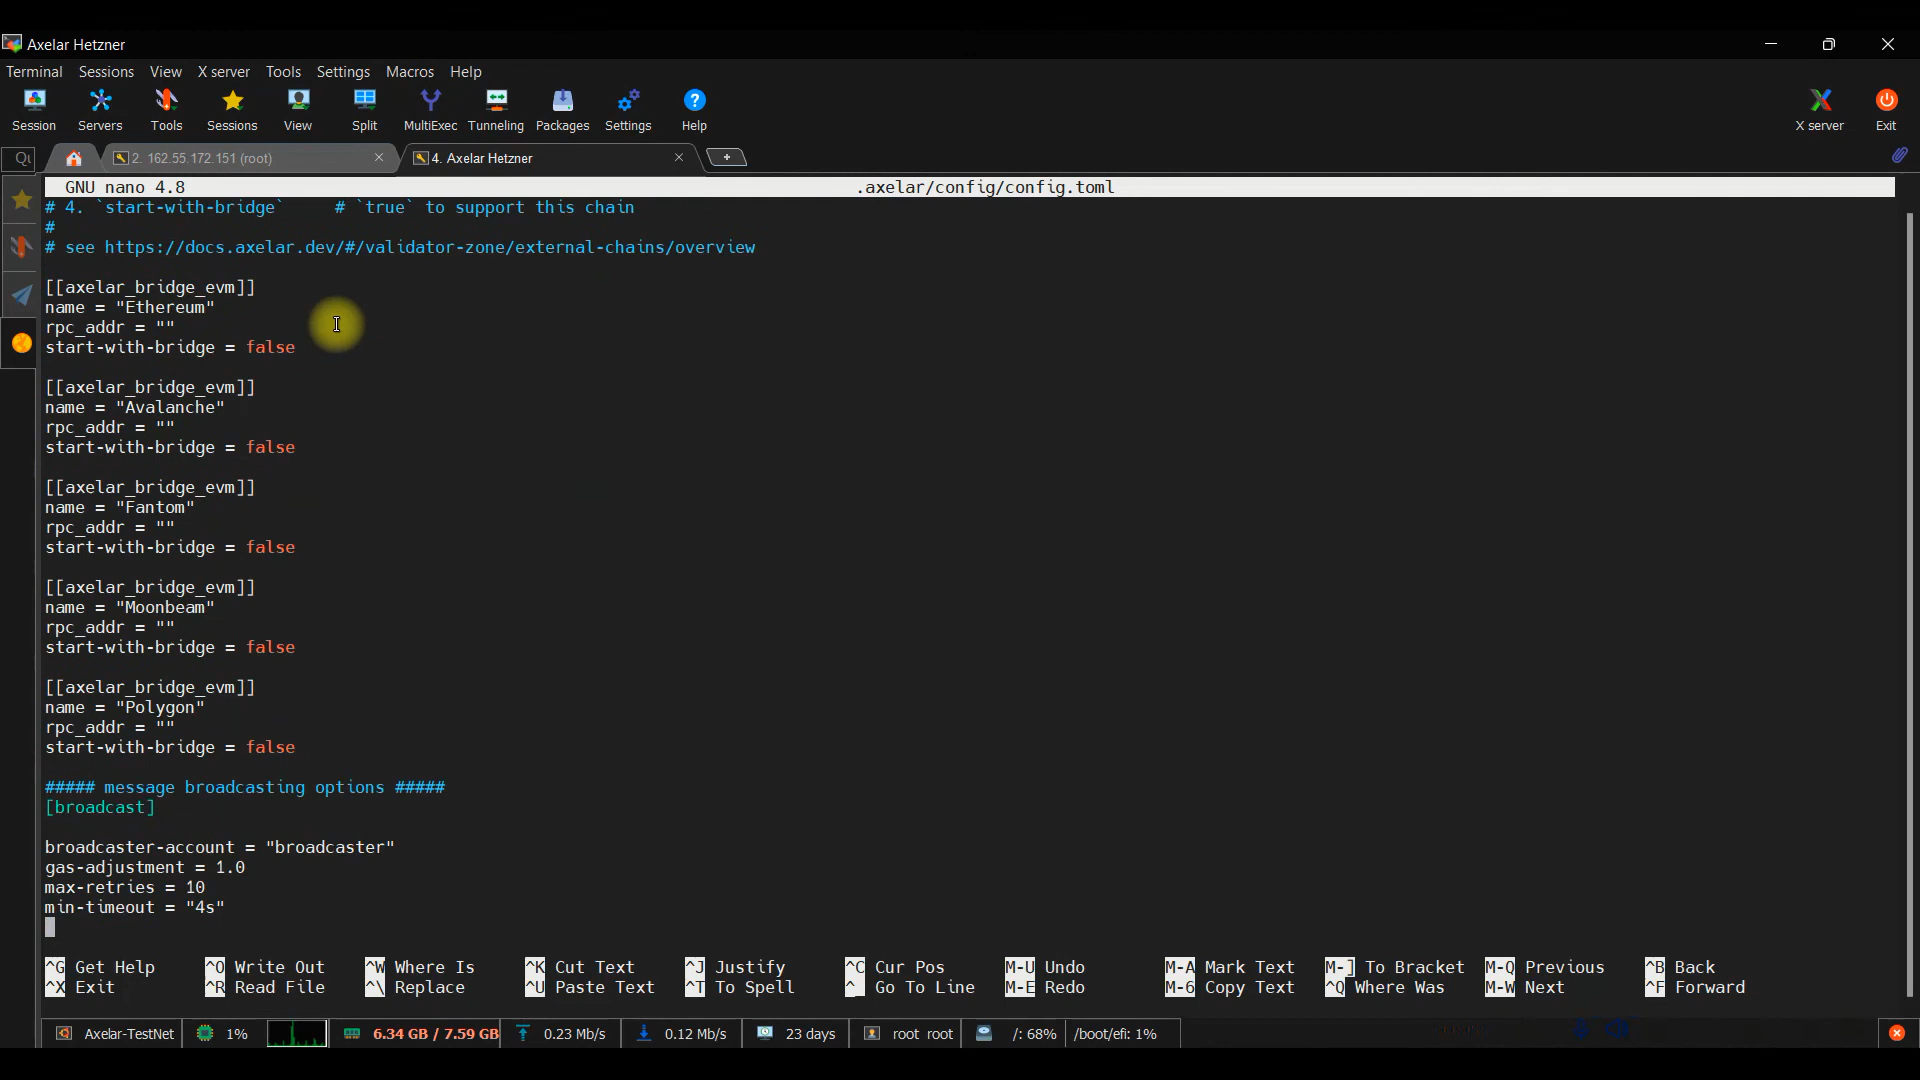 Axelar Hetzner
Terminal Sessions View X server Tools Settings Macros Help
Session Servers Tools Sessions View Split MultiExec Tunneling Packages Settings Help X server Exit
2. 162.55.172.151 (root) 4. Axelar Hetzner
GNU nano 4.8 .axelar/config/config.toml
# 4. `start-with-bridge` # `true` to support this chain
#
# see https://docs.axelar.dev/#/validator-zone/external-chains/overview
[[axelar_bridge_evm]]
name = "Ethereum"
rpc_addr = ""
start-with-bridge = false
[[axelar_bridge_evm]]
name = "Avalanche"
rpc_addr = ""
start-with-bridge = false
[[axelar_bridge_evm]]
name = "Fantom"
rpc_addr = ""
start-with-bridge = false
[[axelar_bridge_evm]]
name = "Moonbeam"
rpc_addr = ""
start-with-bridge = false
[[axelar_bridge_evm]]
name = "Polygon"
rpc_addr = ""
start-with-bridge = false
##### message broadcasting options #####
[broadcast]
broadcaster-account = "broadcaster"
gas-adjustment = 1.0
max-retries = 10
min-timeout = "4s"
^G Get Help ^O Write Out ^W Where Is ^K Cut Text ^J Justify ^C Cur Pos M-U Undo M-A Mark Text M-] To Bracket M-Q Previous ^B Back
^X Exit ^R Read File ^\ Replace ^U Paste Text ^T To Spell ^_ Go To Line M-E Redo M-6 Copy Text ^Q Where Was M-W Next ^F Forward
Axelar-TestNet 1% 6.34 GB / 7.59 GB 0.23 Mb/s 0.12 Mb/s 23 days root root /: 68% /boot/efi: 1%